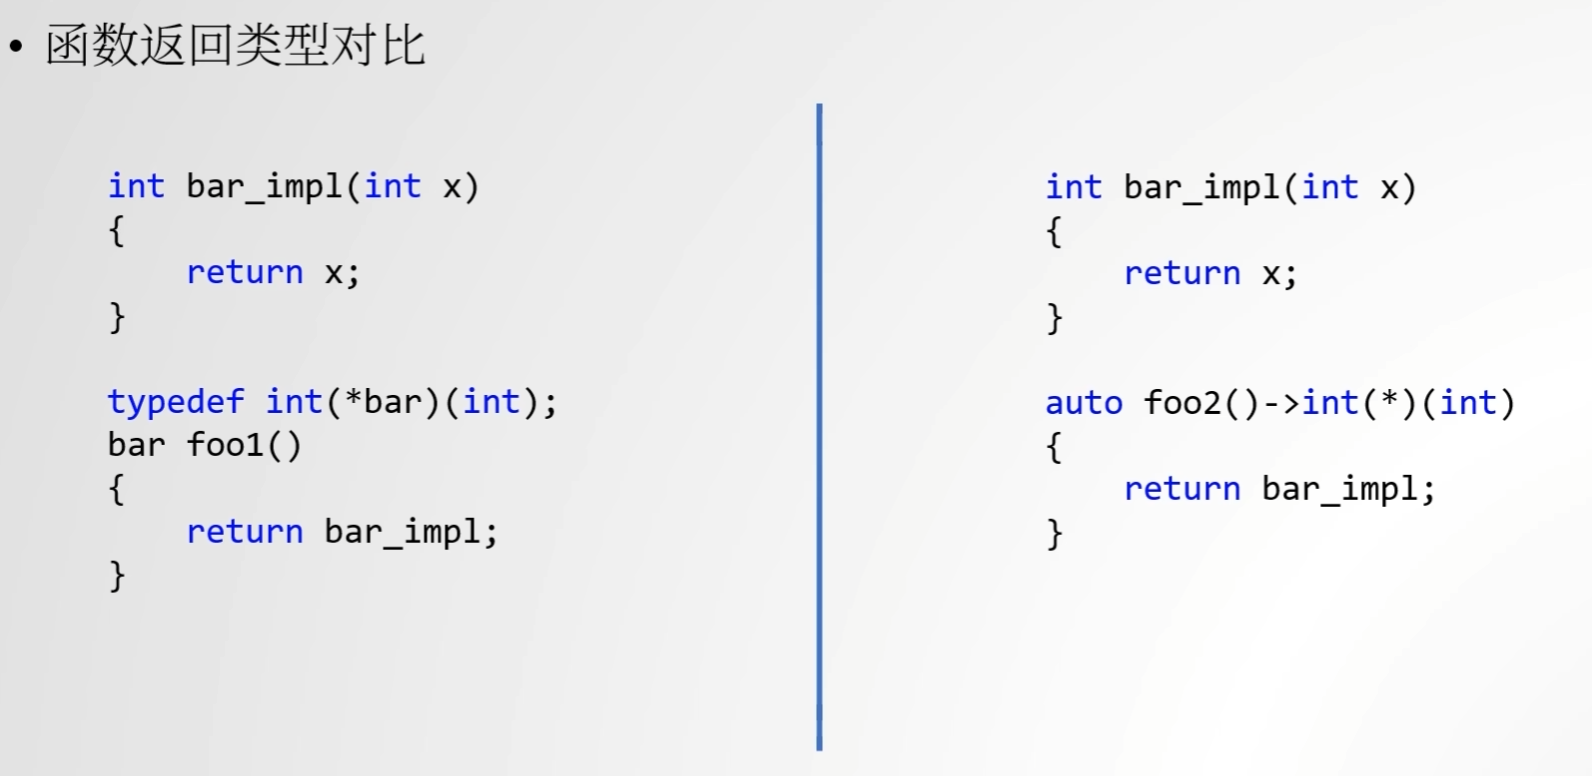 • 函数返回类型对比
int bar_impl(int x)
{
    return x;
}
typedef int(*bar)(int);
bar foo1()
{
    return bar_impl;
}
int bar_impl(int x)
{
    return x;
}
auto foo2()->int(*)(int)
{
    return bar_impl;
}